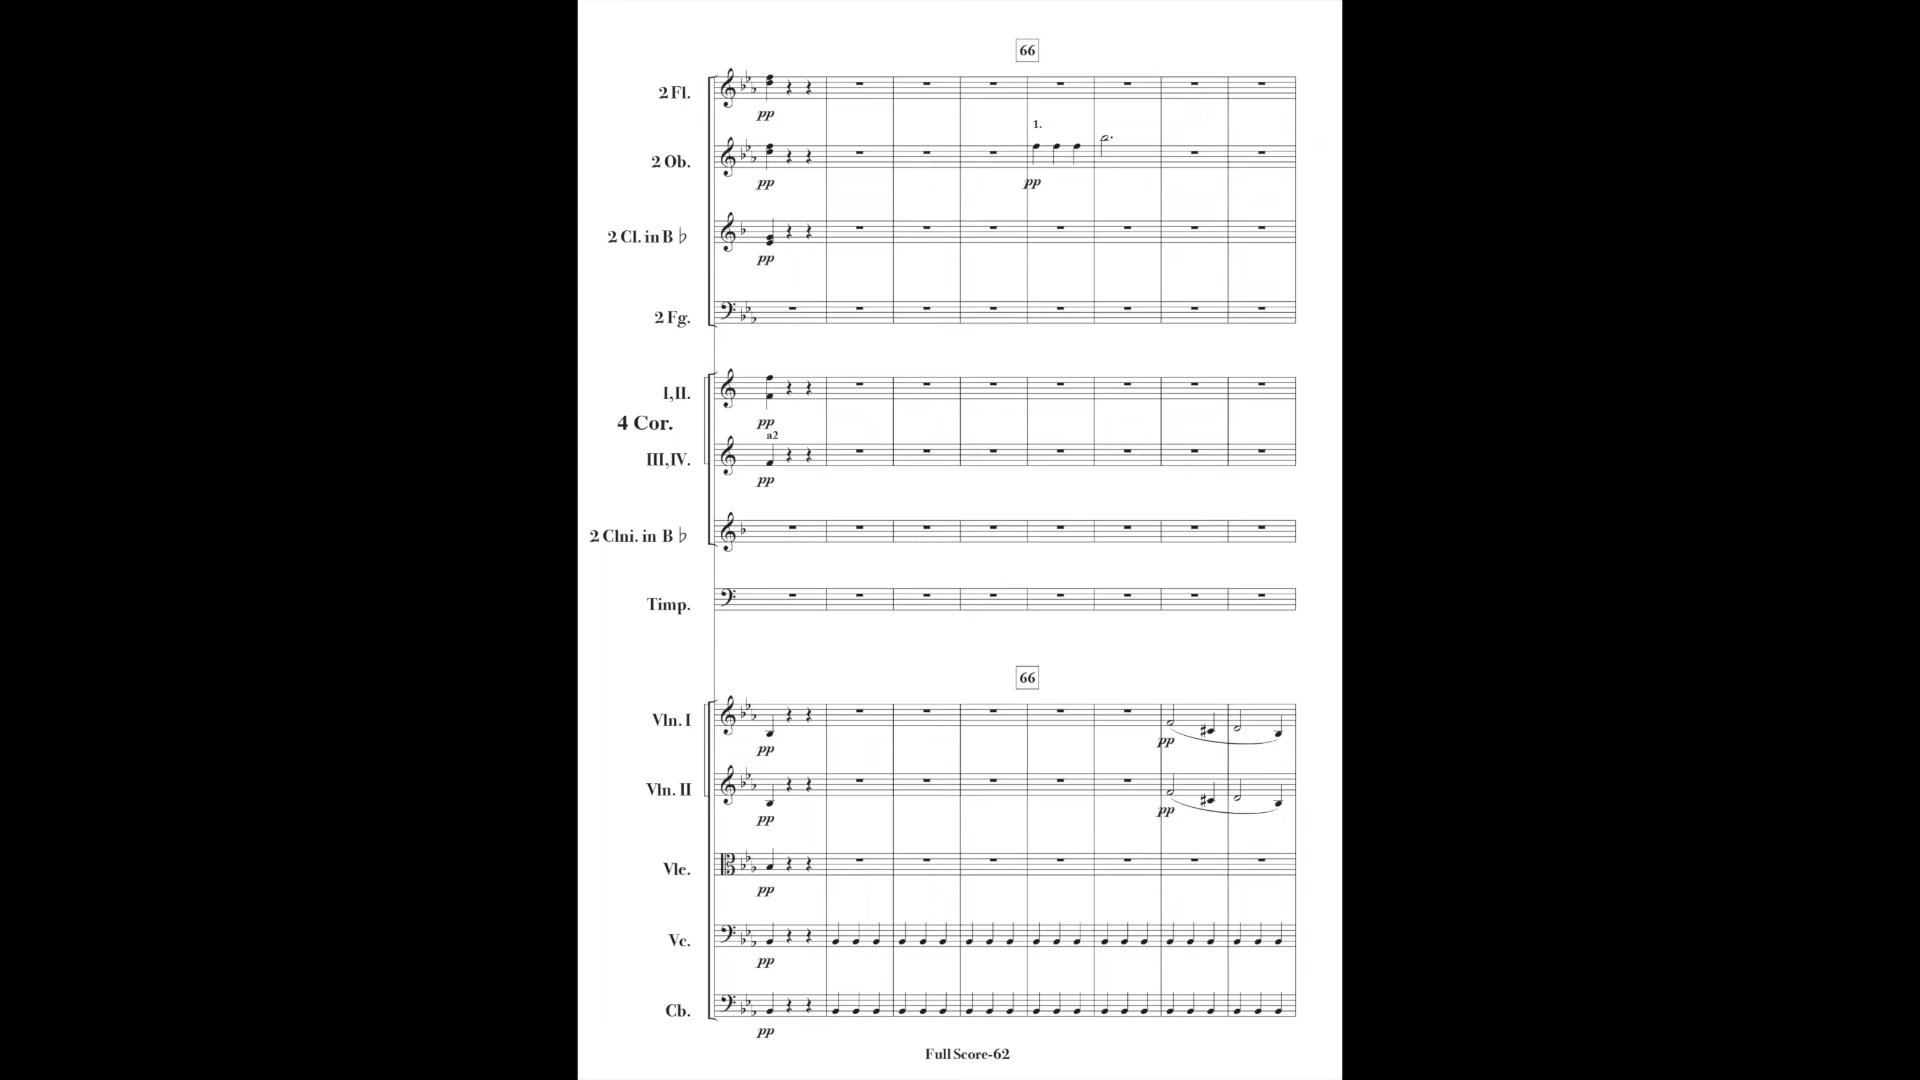 66
2 Fl.
pp
1.
2 Ob.
pp
pp
2 Cl. in B ♭
pp
2 Fg.
I,II.
4 Cor.
pp
a2
III,IV.
pp
2 Clni. in B ♭
Timp.
66
Vln. I
pp
pp
Vln. II
pp
pp
Vle.
pp
Vc.
pp
Cb.
pp
Full Score-62